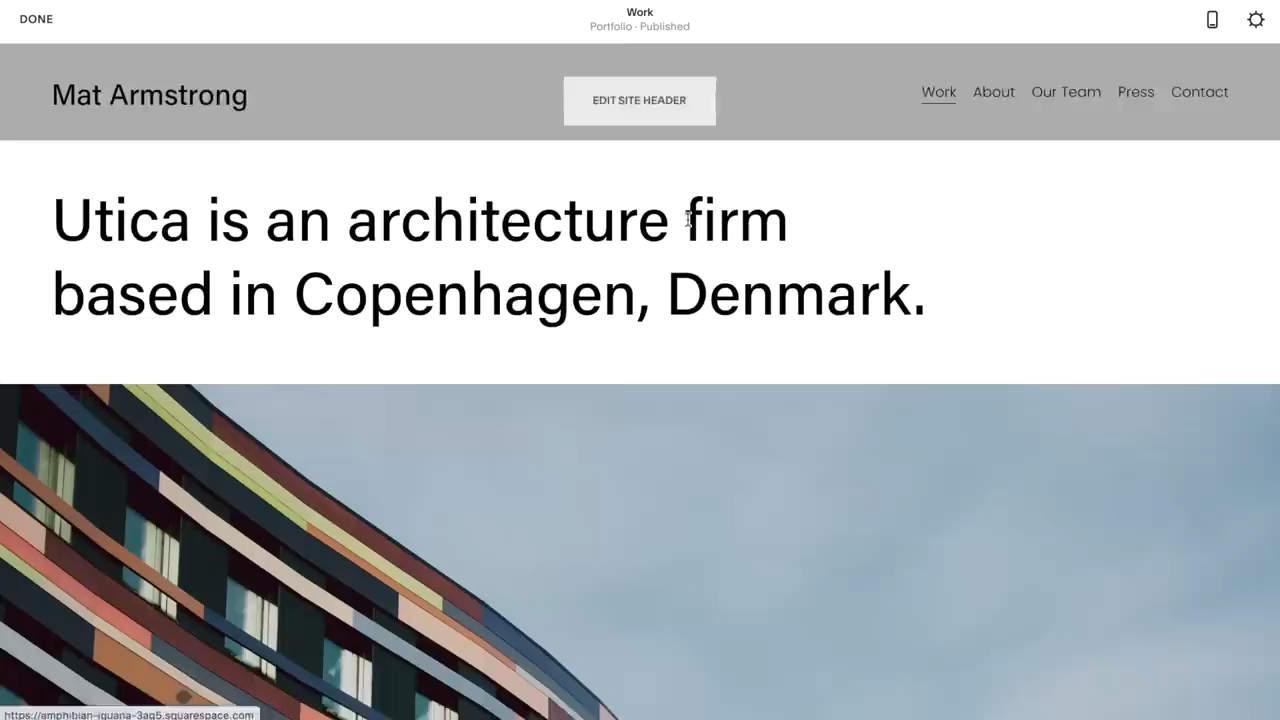 DONE
Work
Portfolio · Published
Mat Armstrong
EDIT SITE HEADER
Work About Our Team Press Contact
Utica is an architecture firm
based in Copenhagen, Denmark.
https://amphibian-iguana-3aq5.squarespace.com